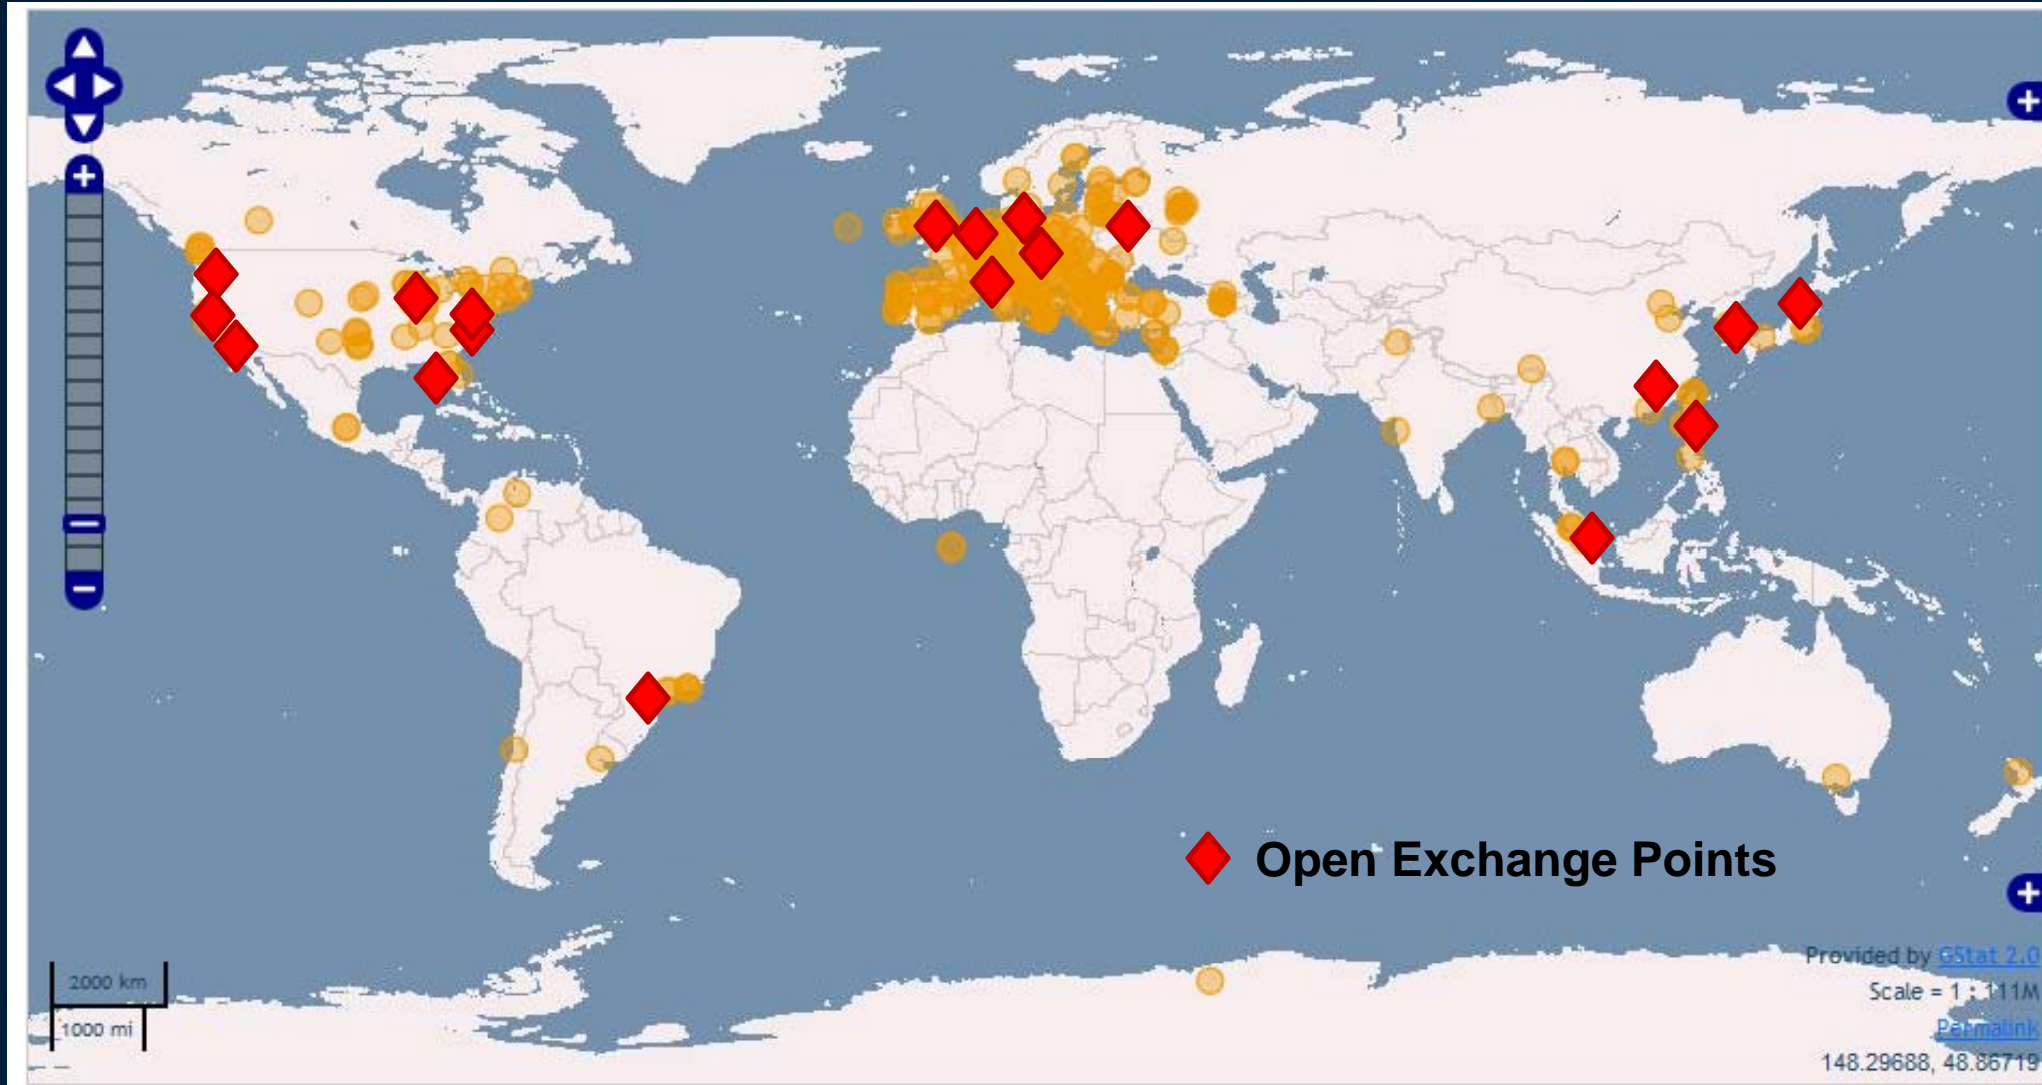 Open Exchange Points
2000 km
1000 mi
Provided by GStat 2.0
Scale = 1 : 111M
Permalink
148.29688, 48.86719